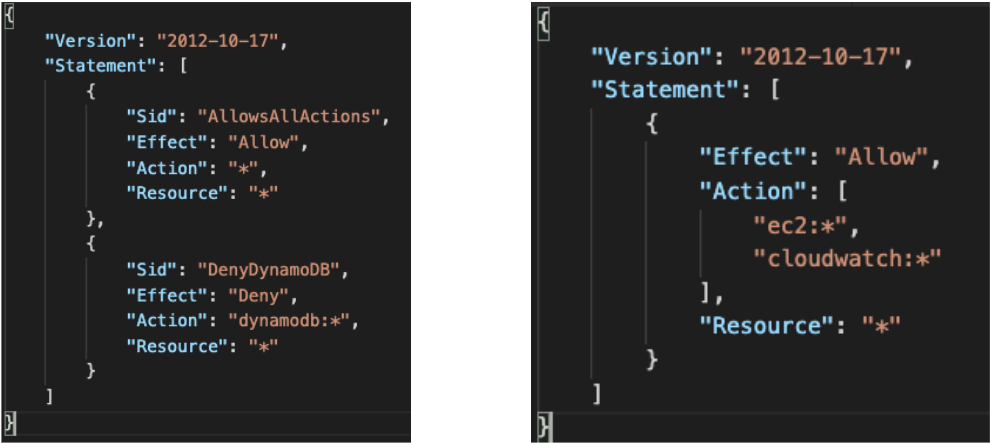 {
    "Version": "2012-10-17",
    "Statement": [
        {
            "Sid": "AllowsAllActions",
            "Effect": "Allow",
            "Action": "*",
            "Resource": "*"
        },
        {
            "Sid": "DenyDynamoDB",
            "Effect": "Deny",
            "Action": "dynamodb:*",
            "Resource": "*"
        }
    ]
}
{
    "Version": "2012-10-17",
    "Statement": [
        {
            "Effect": "Allow",
            "Action": [
                "ec2:*",
                "cloudwatch:*"
            ],
            "Resource": "*"
        }
    ]
}